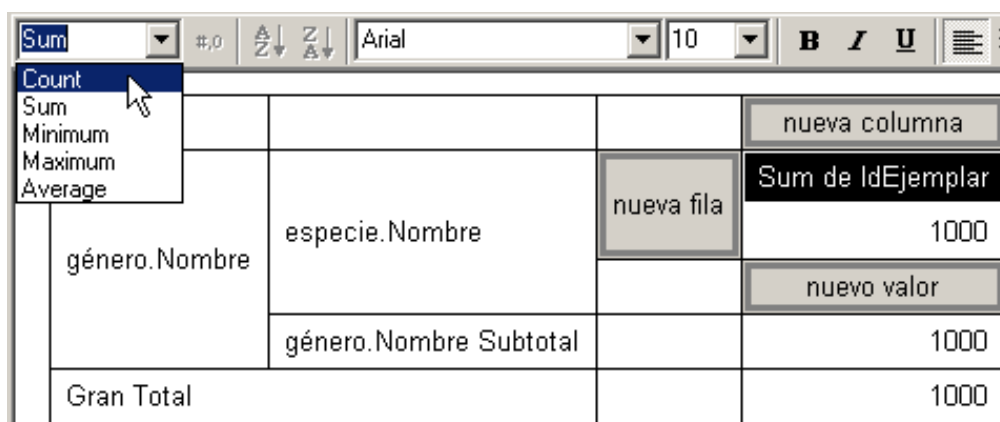 Sum #,0 A Z Z A Arial 10 B I U
Count
Sum
Minimum
Maximum
Average
nueva columna
género.Nombre especie.Nombre nueva fila Sum de IdEjemplar
1000
nuevo valor
género.Nombre Subtotal 1000
Gran Total 1000